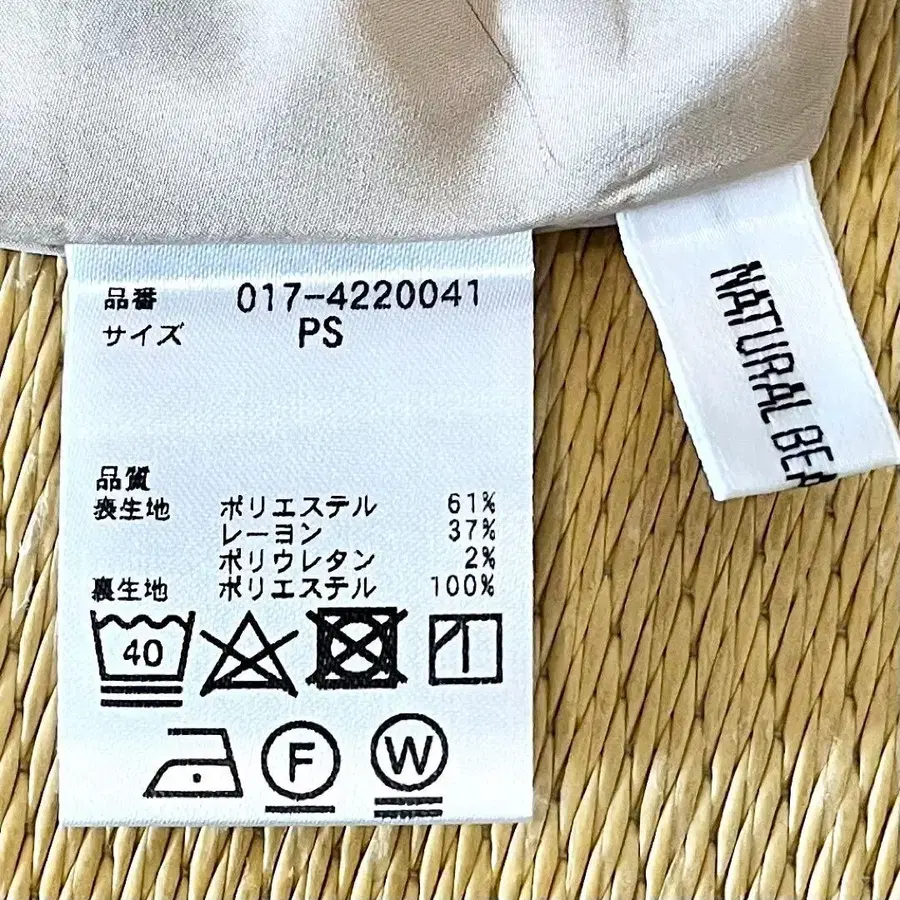 品番 017-4220041
サイズ PS
品質
表生地 ポリエステル 61%
レーヨン 37%
ポリウレタン 2%
裏生地 ポリエステル 100%
40
F
W
NATURAL BEA